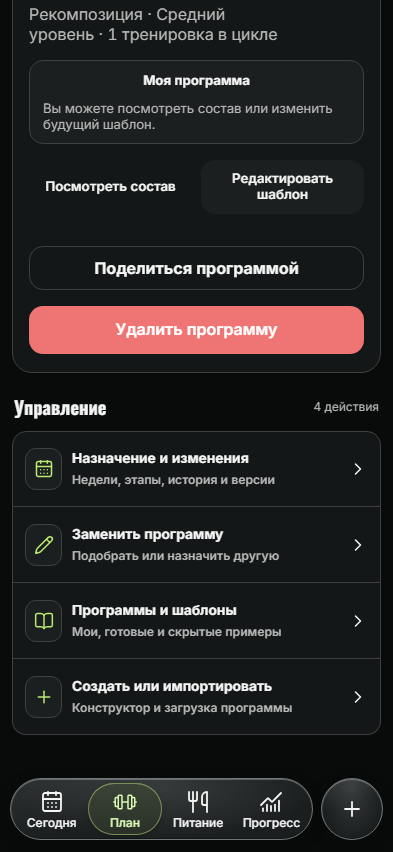 Рекомпозиция · Средний
уровень · 1 тренировка в цикле
Моя программа
Вы можете посмотреть состав или изменить
будущий шаблон.
Посмотреть состав
Редактировать
шаблон
Поделиться программой
Удалить программу
Управление
4 действия
Назначение и изменения
Недели, этапы, история и версии
Заменить программу
Подобрать или назначить другую
Программы и шаблоны
Мои, готовые и скрытые примеры
Создать или импортировать
Конструктор и загрузка программы
Сегодня
План
Питание
Прогресс